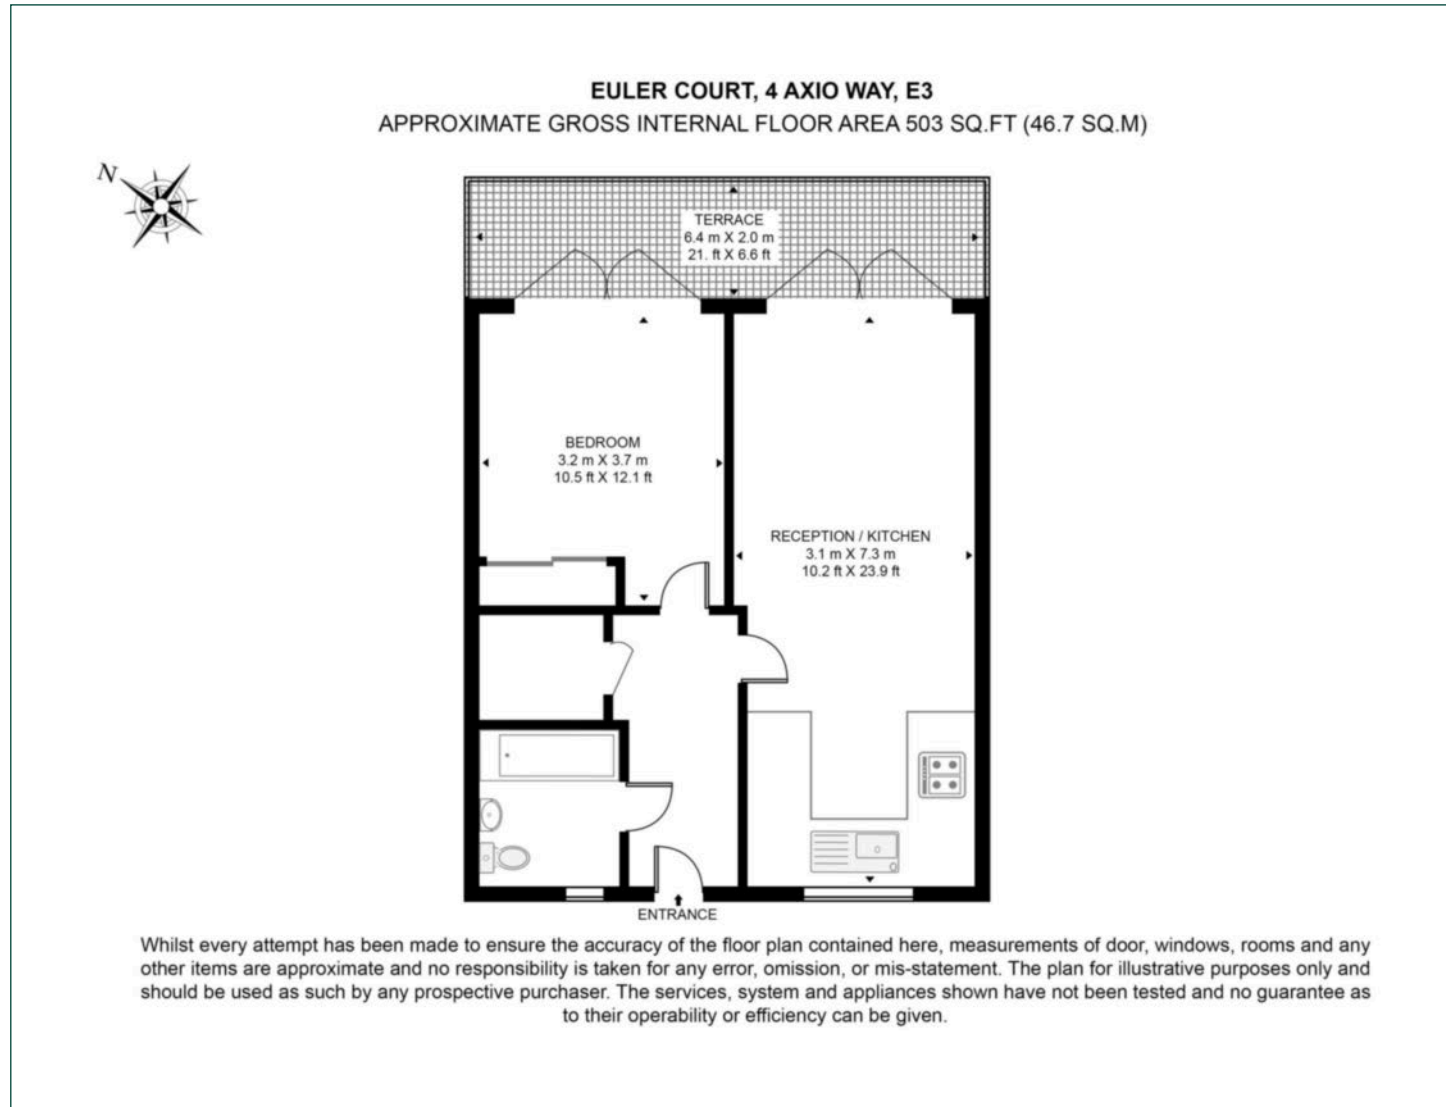 EULER COURT, 4 AXIO WAY, E3
APPROXIMATE GROSS INTERNAL FLOOR AREA 503 SQ.FT (46.7 SQ.M)
N
TERRACE
6.4 m X 2.0 m
21. ft X 6.6 ft
BEDROOM
3.2 m X 3.7 m
10.5 ft X 12.1 ft
RECEPTION / KITCHEN
3.1 m X 7.3 m
10.2 ft X 23.9 ft
ENTRANCE
Whilst every attempt has been made to ensure the accuracy of the floor plan contained here, measurements of door, windows, rooms and any
other items are approximate and no responsibility is taken for any error, omission, or mis-statement. The plan for illustrative purposes only and
should be used as such by any prospective purchaser. The services, system and appliances shown have not been tested and no guarantee as
to their operability or efficiency can be given.